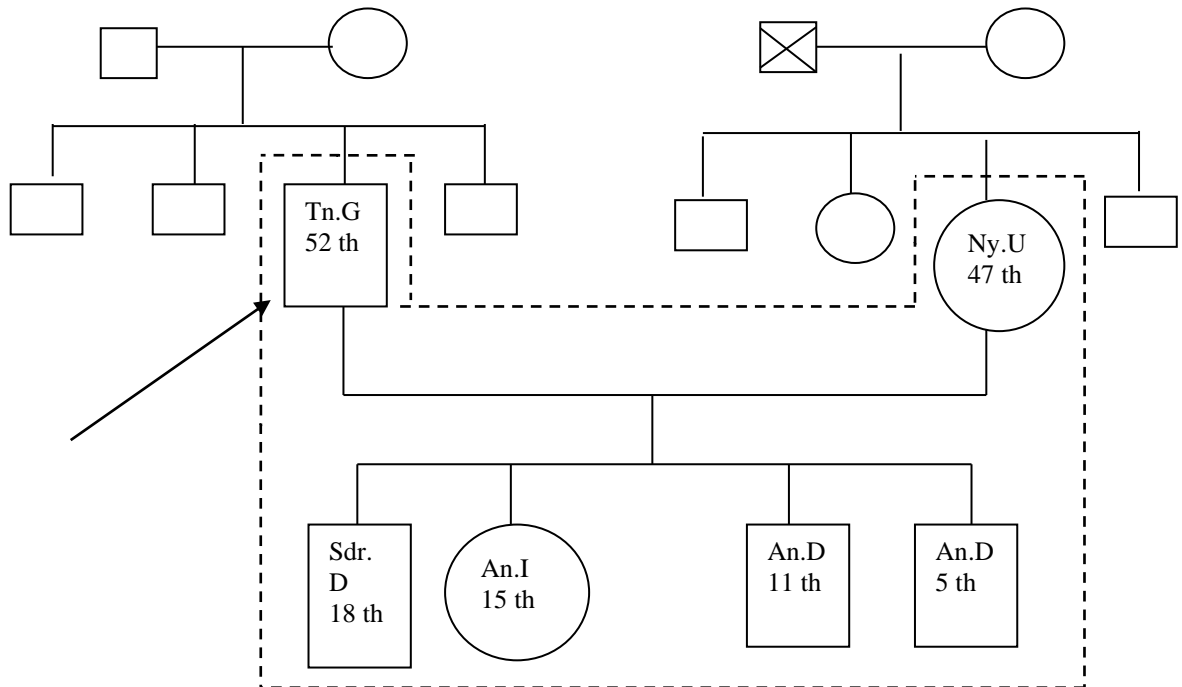 Tn.G
52 th
Ny.U
47 th
Sdr.
D
18 th
An.I
15 th
An.D
11 th
An.D
5 th